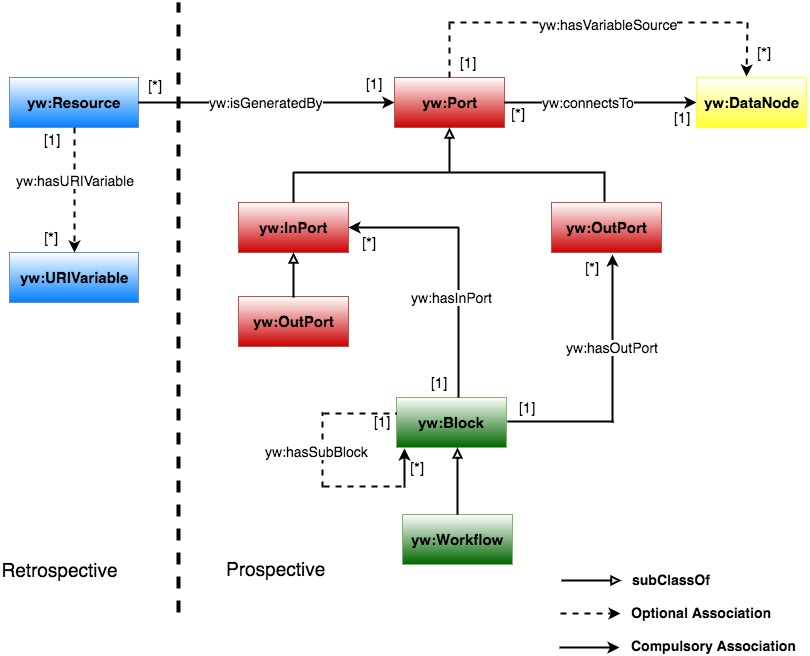 yw:hasVariableSource
[1]
[*]
[*]
[1]
yw:Resource
yw:isGeneratedBy
yw:Port
yw:connectsTo
yw:DataNode
[*]
[1]
[1]
yw:hasURIVariable
[*]
yw:URIVariable
yw:InPort
yw:OutPort
[*]
[*]
yw:hasInPort
yw:OutPort
yw:hasOutPort
[1]
[1]
[1]
yw:Block
yw:hasSubBlock
[*]
yw:Workflow
Retrospective
Prospective
subClassOf
Optional Association
Compulsory Association